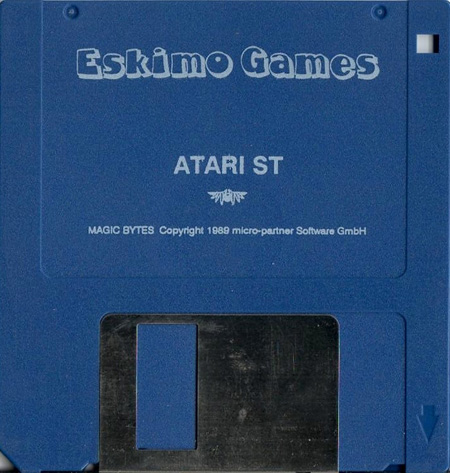 Eskimo Games
ATARI ST
MAGIC BYTES Copyright 1989 micro-partner Software GmbH